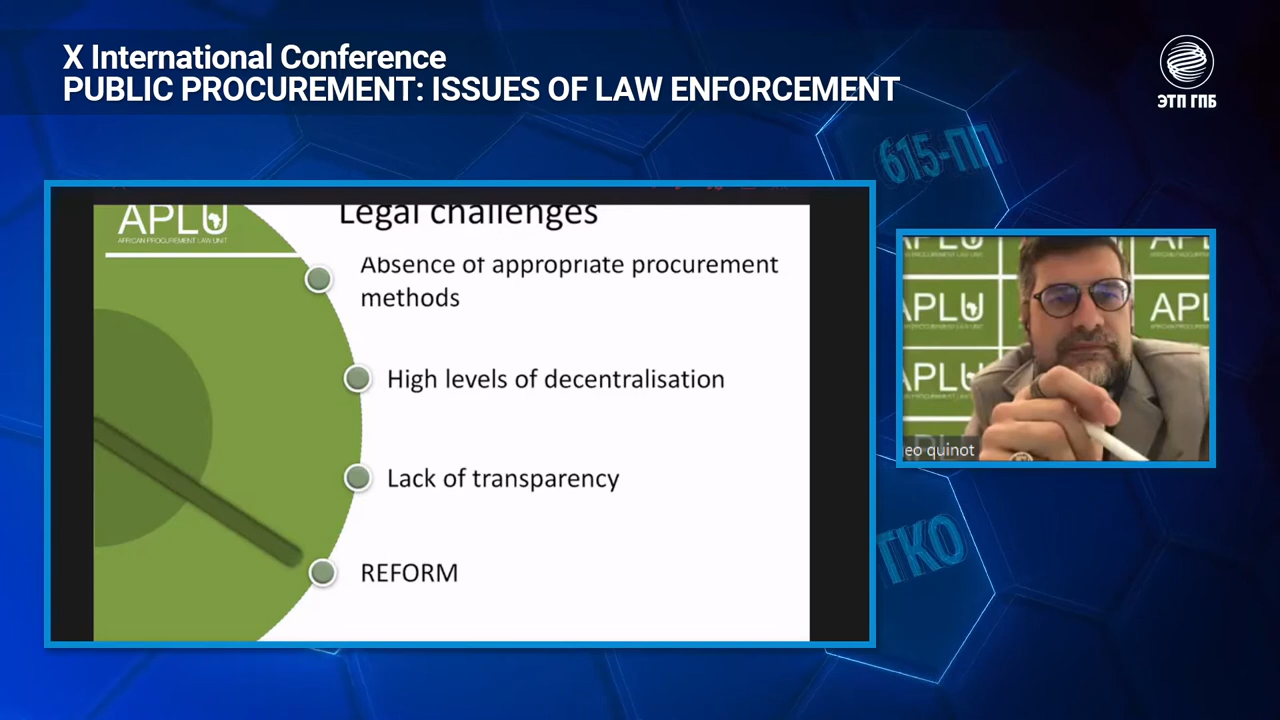 X International Conference
PUBLIC PROCUREMENT: ISSUES OF LAW ENFORCEMENT
ЭТП ГПБ
615-ПП
APLU
AFRICAN PROCUREMENT LAW UNIT
Legal challenges
Absence of appropriate procurement
methods
High levels of decentralisation
Lack of transparency
REFORM
APLU
APLU
eo quinot
ТКО